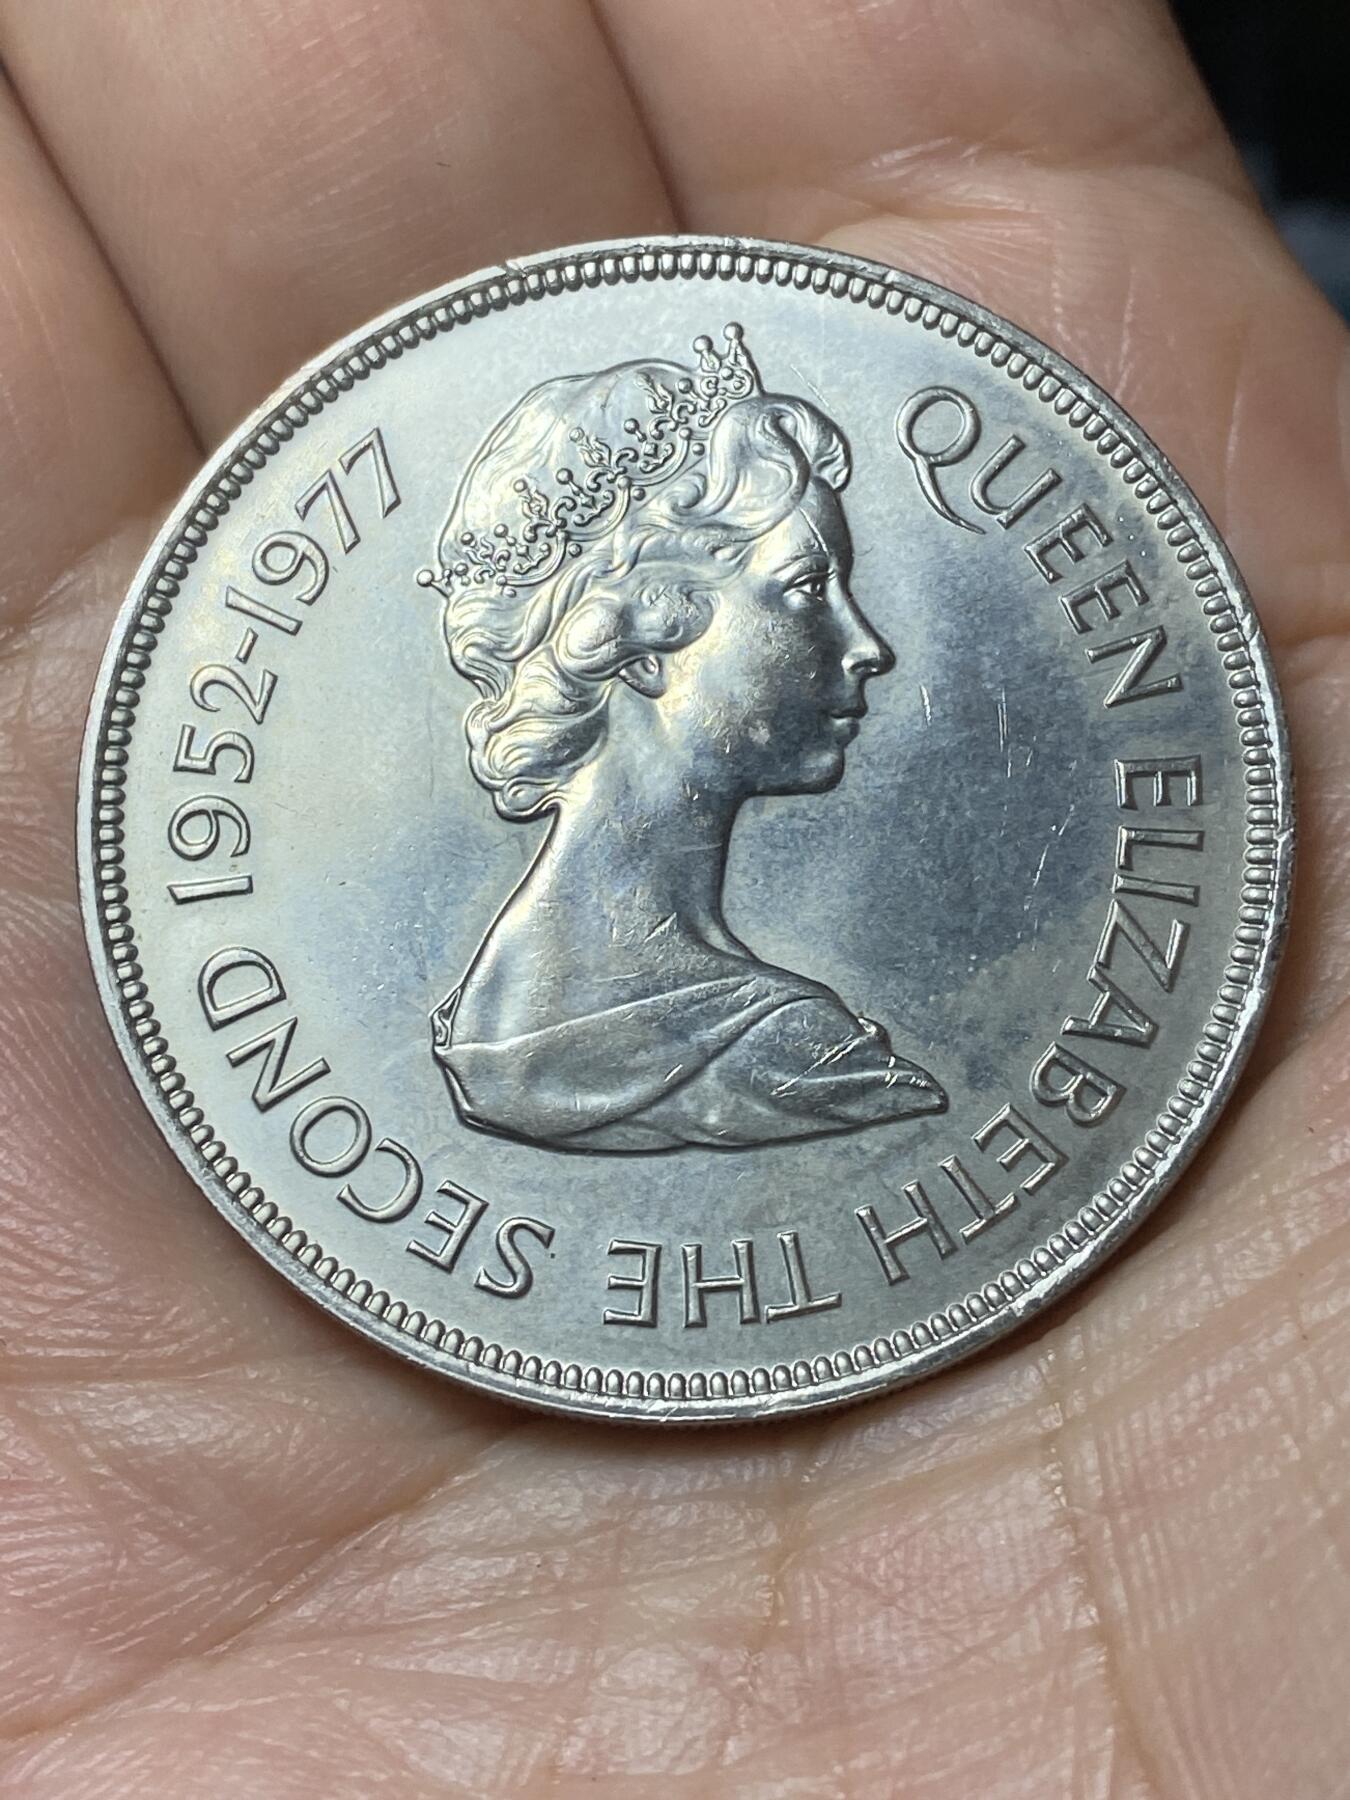 QUEEN ELIZABETH THE SECOND 1952-1977